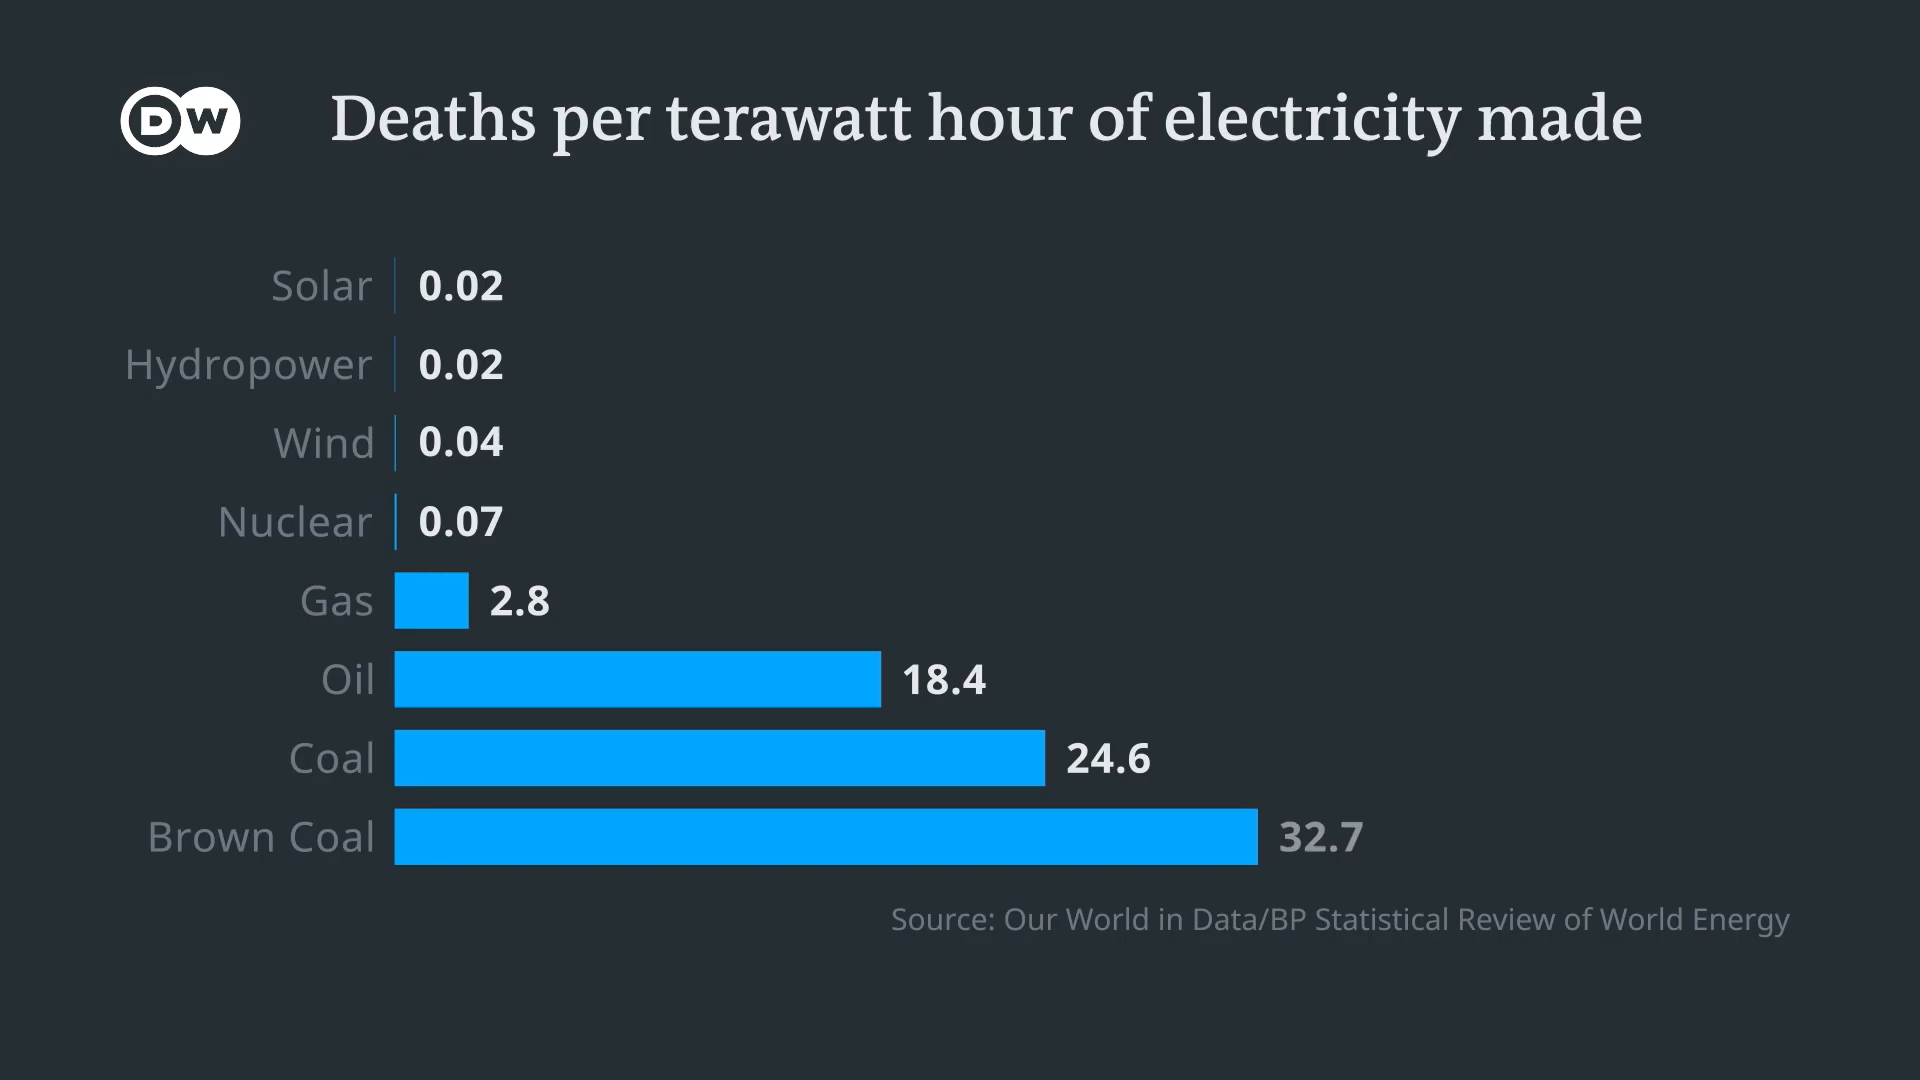 DW
Deaths per terawatt hour of electricity made
Solar 0.02
Hydropower 0.02
Wind 0.04
Nuclear 0.07
Gas 2.8
Oil 18.4
Coal 24.6
Brown Coal 32.7
Source: Our World in Data/BP Statistical Review of World Energy